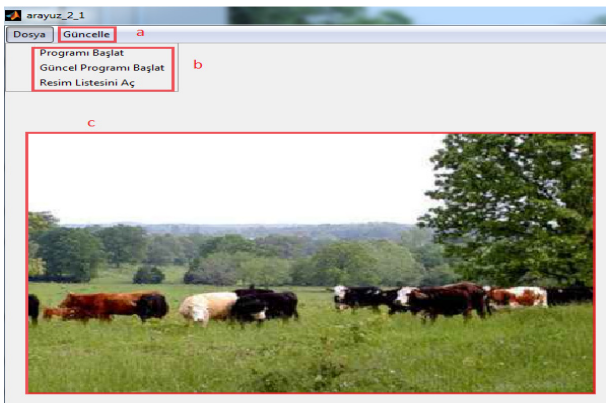 arayuz_2_1
Dosya Güncelle a
Programı Başlat
Güncel Programı Başlat b
Resim Listesini Aç
c